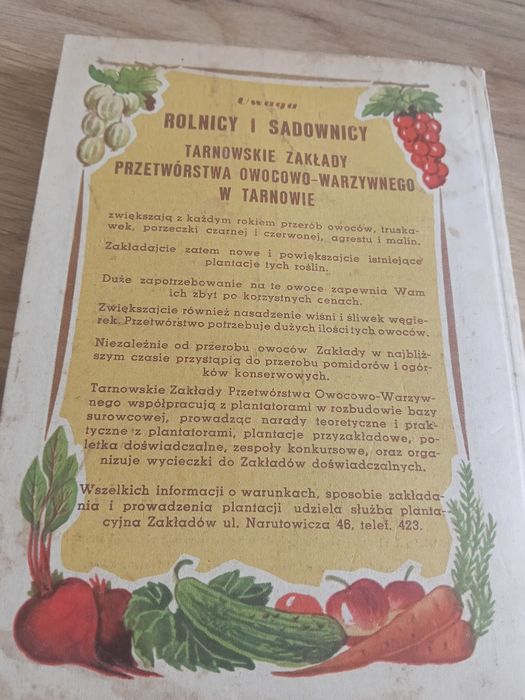 Uwaga
ROLNICY I SADOWNICY
TARNOWSKIE ZAKŁADY
PRZETWÓRSTWA OWOCOWO-WARZYWNEGO
W TARNOWIE
zwiększają z każdym rokiem przerób owoców, truska-
wek, porzeczki czarnej i czerwonej, agrestu i malin.
Zakładajcie zatem nowe i powiększajcie istniejące
plantacje tych roślin.
Duże zapotrzebowanie na te owoce zapewnia Wam
ich zbyt po korzystnych cenach.
Zwiększajcie również nasadzenie wiśni i śliwek węgie-
rek. Przetwórstwo potrzebuje dużych ilości tych owoców.
Niezależnie od przerobu owoców Zakłady w najbliż-
szym czasie przystąpią do przerobu pomidorów i ogór-
ków konserwowych.
Tarnowskie Zakłady Przetwórstwa Owocowo-Warzyw-
nego współpracują z plantatorami w rozbudowie bazy
surowcowej, prowadząc narady teoretyczne i prak-
tyczne z plantatorami, plantacje przyzakładowe, po-
letka doświadczalne, zespoły konkursowe, oraz orga-
nizuje wycieczki do Zakładów doświadczalnych.
Wszelkich informacji o warunkach, sposobie zakłada-
nia i prowadzenia plantacji udziela służba planta-
cyjna Zakładów ul. Narutowicza 46, telef. 423.